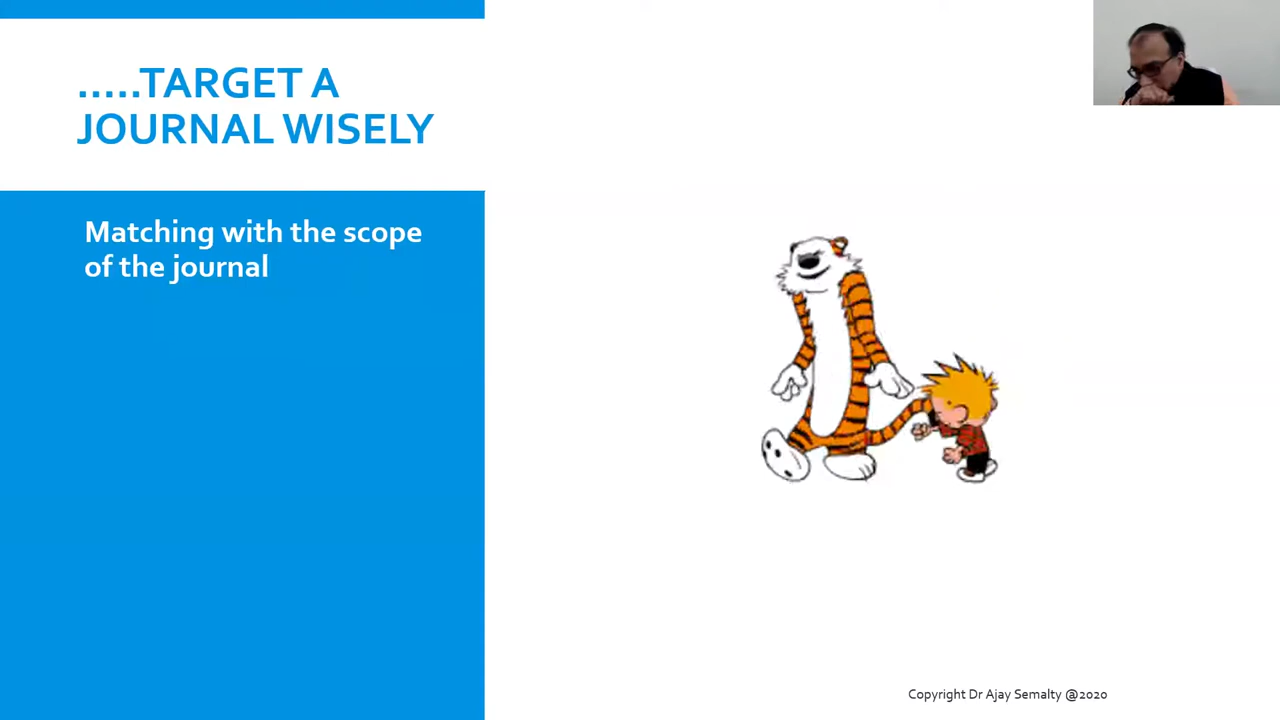 .....TARGET A
JOURNAL WISELY
Matching with the scope
of the journal
Copyright Dr Ajay Semalty @2020